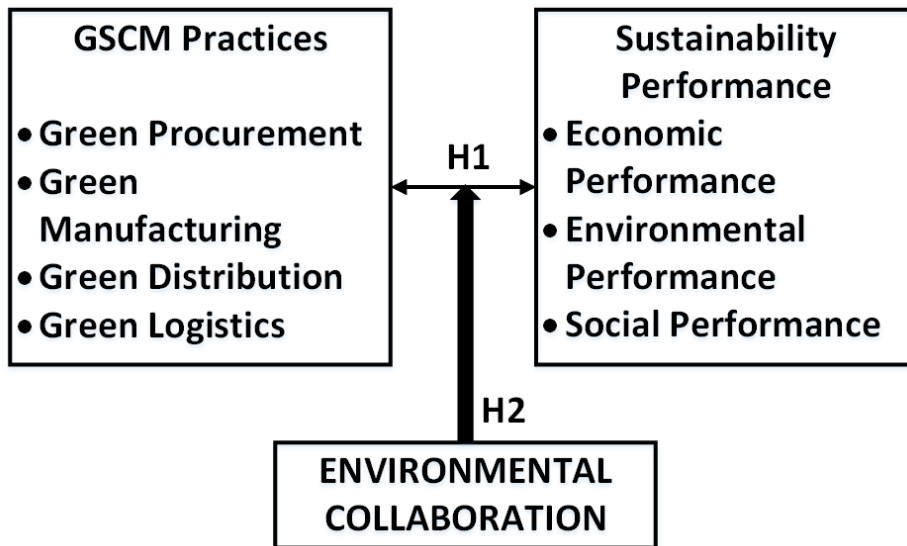 GSCM Practices
• Green Procurement
• Green
Manufacturing
• Green Distribution
• Green Logistics
H1
Sustainability
Performance
• Economic
Performance
• Environmental
Performance
• Social Performance
H2
ENVIRONMENTAL
COLLABORATION